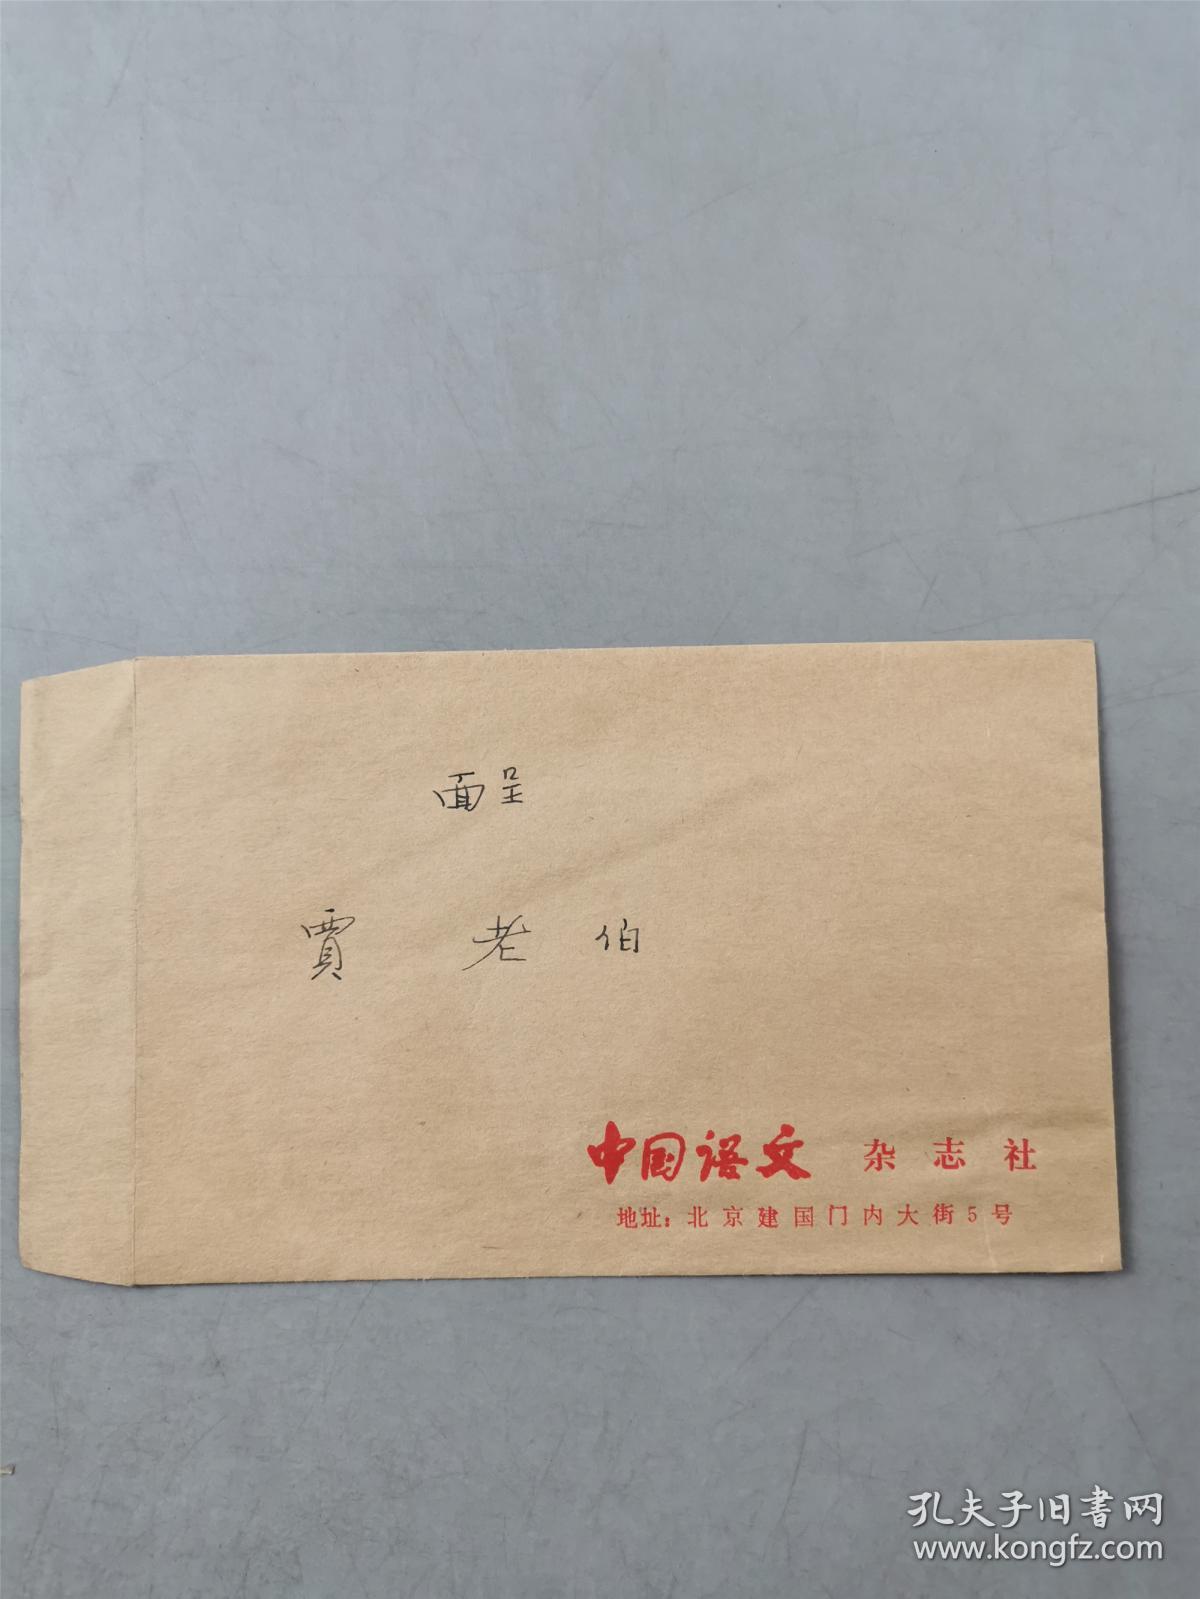 面呈
賈 老 伯
中国语文 杂志社
地址：北京建国门内大街5号
孔夫子旧書网
www.kongfz.com